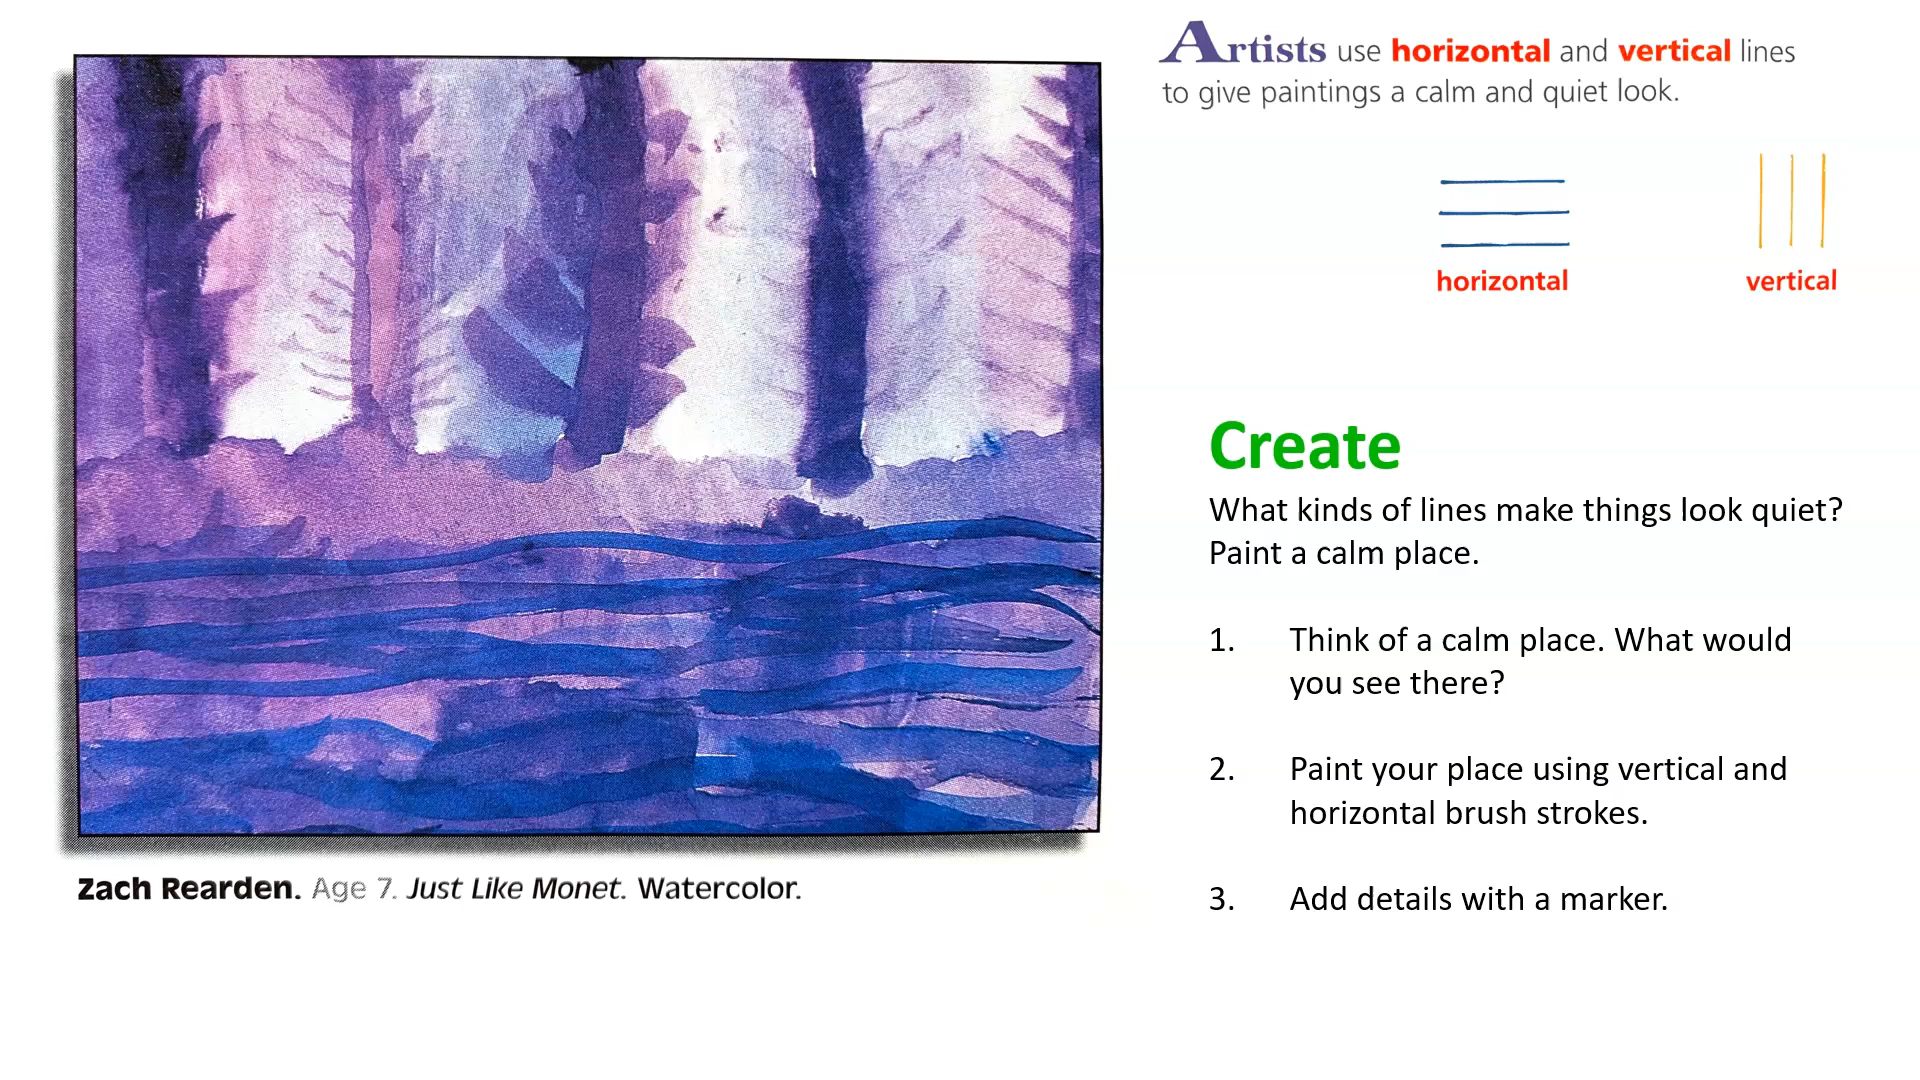 Artists use horizontal and vertical lines
to give paintings a calm and quiet look.
horizontal
vertical
Create
What kinds of lines make things look quiet?
Paint a calm place.
1. Think of a calm place. What would
you see there?
2. Paint your place using vertical and
horizontal brush strokes.
3. Add details with a marker.
Zach Rearden. Age 7. Just Like Monet. Watercolor.